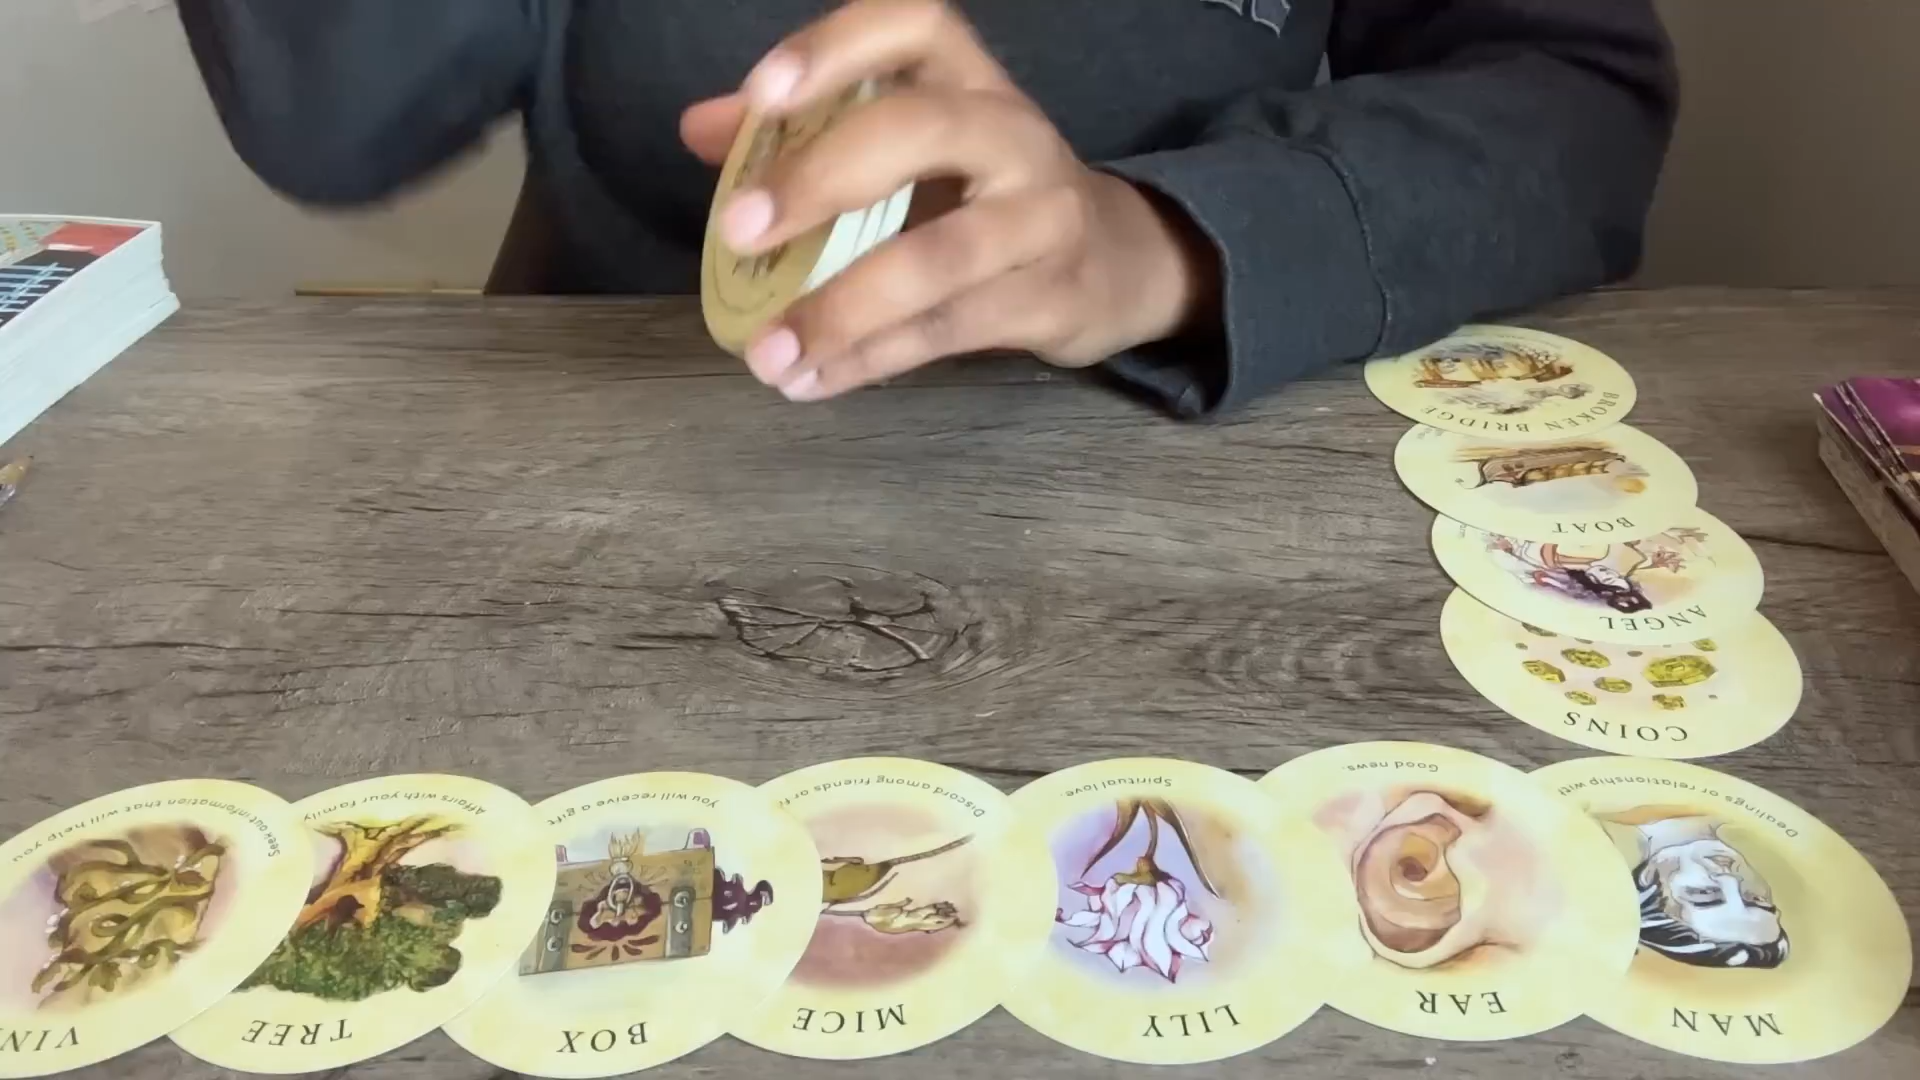 BROKEN BRIDGE
BOAT
ANGEL
COINS
Dealings or relationship with
MAN
Good news.
EAR
Spiritual love.
LILY
Discord among friends or
MICE
you will receive a gift
BOX
Affairs with your family
TREE
Seek out information that will help you
VIN